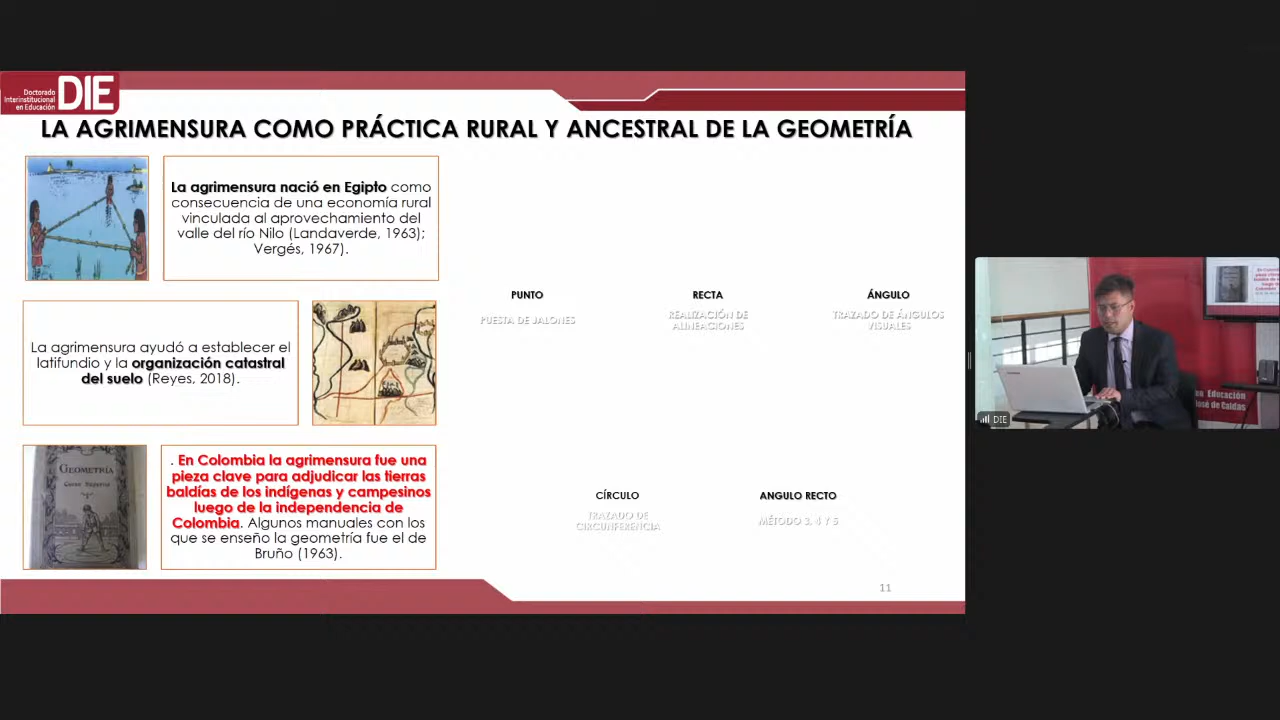 Doctorado
Interinstitucional
en Educación
DIE
LA AGRIMENSURA COMO PRÁCTICA RURAL Y ANCESTRAL DE LA GEOMETRÍA
La agrimensura nació en Egipto como
consecuencia de una economía rural
vinculada al aprovechamiento del
valle del río Nilo (Landaverde, 1963);
Vergés, 1967).
La agrimensura ayudó a establecer el
latifundio y la organización catastral
del suelo (Reyes, 2018).
GEOMETRÍA
. En Colombia la agrimensura fue una
pieza clave para adjudicar las tierras
baldías de los indígenas y campesinos
luego de la independencia de
Colombia. Algunos manuales con los
que se enseño la geometría fue el de
Bruño (1963).
PUNTO
PUESTA DE JALONES
RECTA
REALIZACIÓN DE
ALINEACIONES
ÁNGULO
TRAZADO DE ÁNGULOS
VISUALES
CÍRCULO
TRAZADO DE
CIRCUNFERENCIA
ANGULO RECTO
MÉTODO 3, 4 Y 5
11
DIE
Educación
José de Caldas